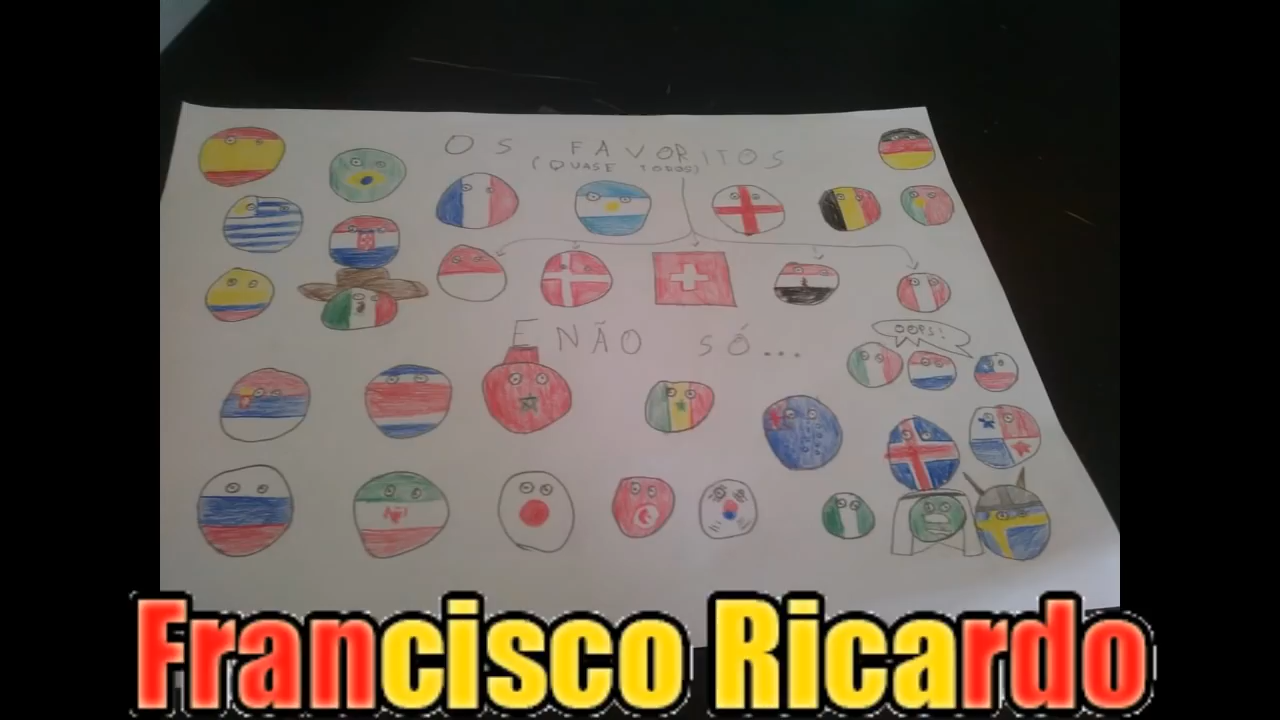 OS FAVORITOS
(QUASE TODOS)
E NÃO SÓ...
OOPS!
Francisco Ricardo